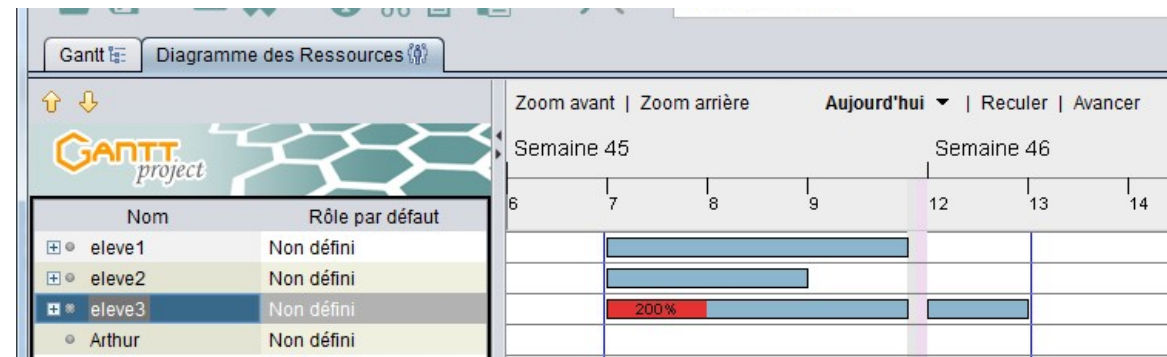 Gantt Diagramme des Ressources
Zoom avant | Zoom arrière Aujourd'hui | Reculer | Avancer
GANTT
project
Semaine 45 Semaine 46
6 7 8 9 12 13 14
Nom Rôle par défaut
eleve1 Non défini
eleve2 Non défini
eleve3 Non défini 200%
Arthur Non défini